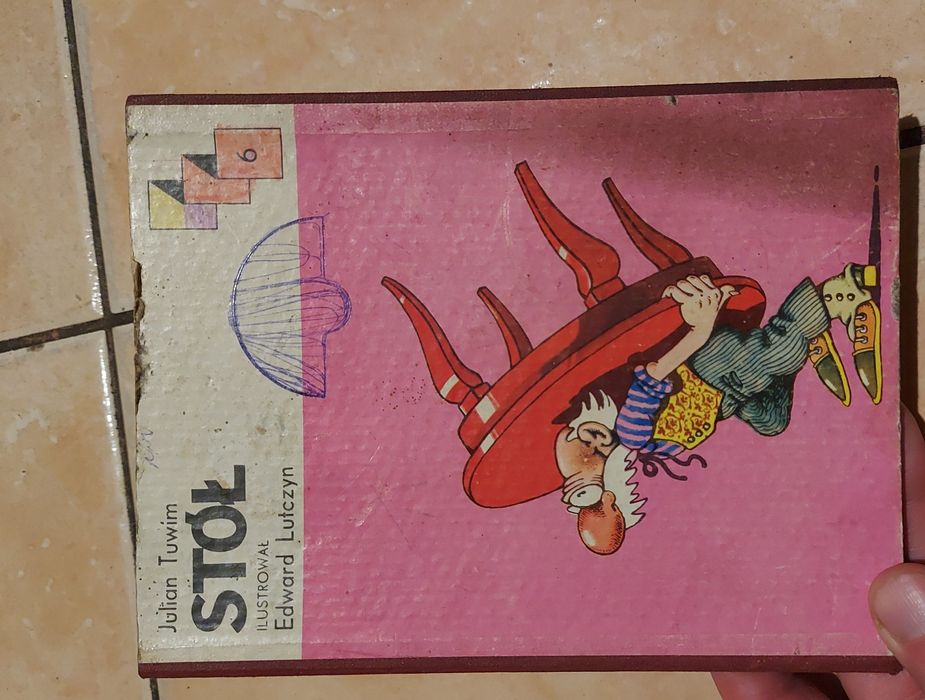 Julian Tuwim
STÓŁ
ILUSTROWAŁ
Edward Lutczyn
6